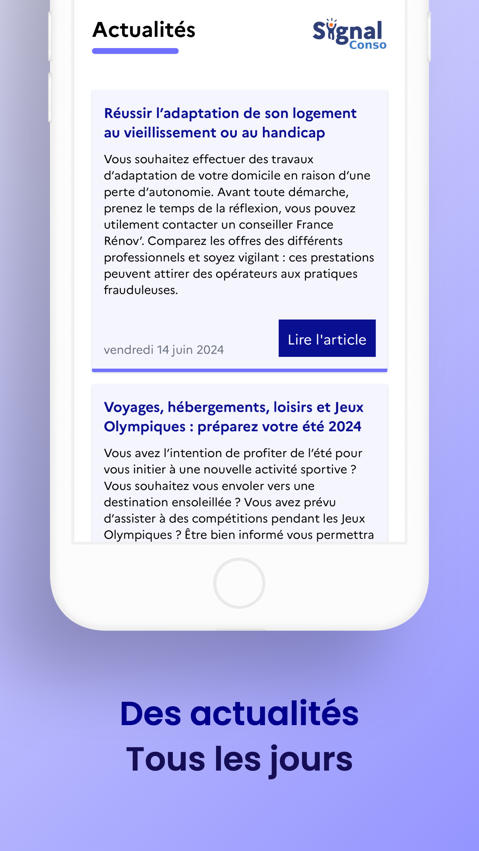 Actualités
Signal
Conso
Réussir l’adaptation de son logement
au vieillissement ou au handicap
Vous souhaitez effectuer des travaux
d’adaptation de votre domicile en raison d’une
perte d’autonomie. Avant toute démarche,
prenez le temps de la réflexion, vous pouvez
utilement contacter un conseiller France
Rénov’. Comparez les offres des différents
professionnels et soyez vigilant : ces prestations
peuvent attirer des opérateurs aux pratiques
frauduleuses.
vendredi 14 juin 2024
Lire l'article
Voyages, hébergements, loisirs et Jeux
Olympiques : préparez votre été 2024
Vous avez l’intention de profiter de l’été pour
vous initier à une nouvelle activité sportive ?
Vous souhaitez vous envoler vers une
destination ensoleillée ? Vous avez prévu
d’assister à des compétitions pendant les Jeux
Olympiques ? Être bien informé vous permettra
Des actualités
Tous les jours